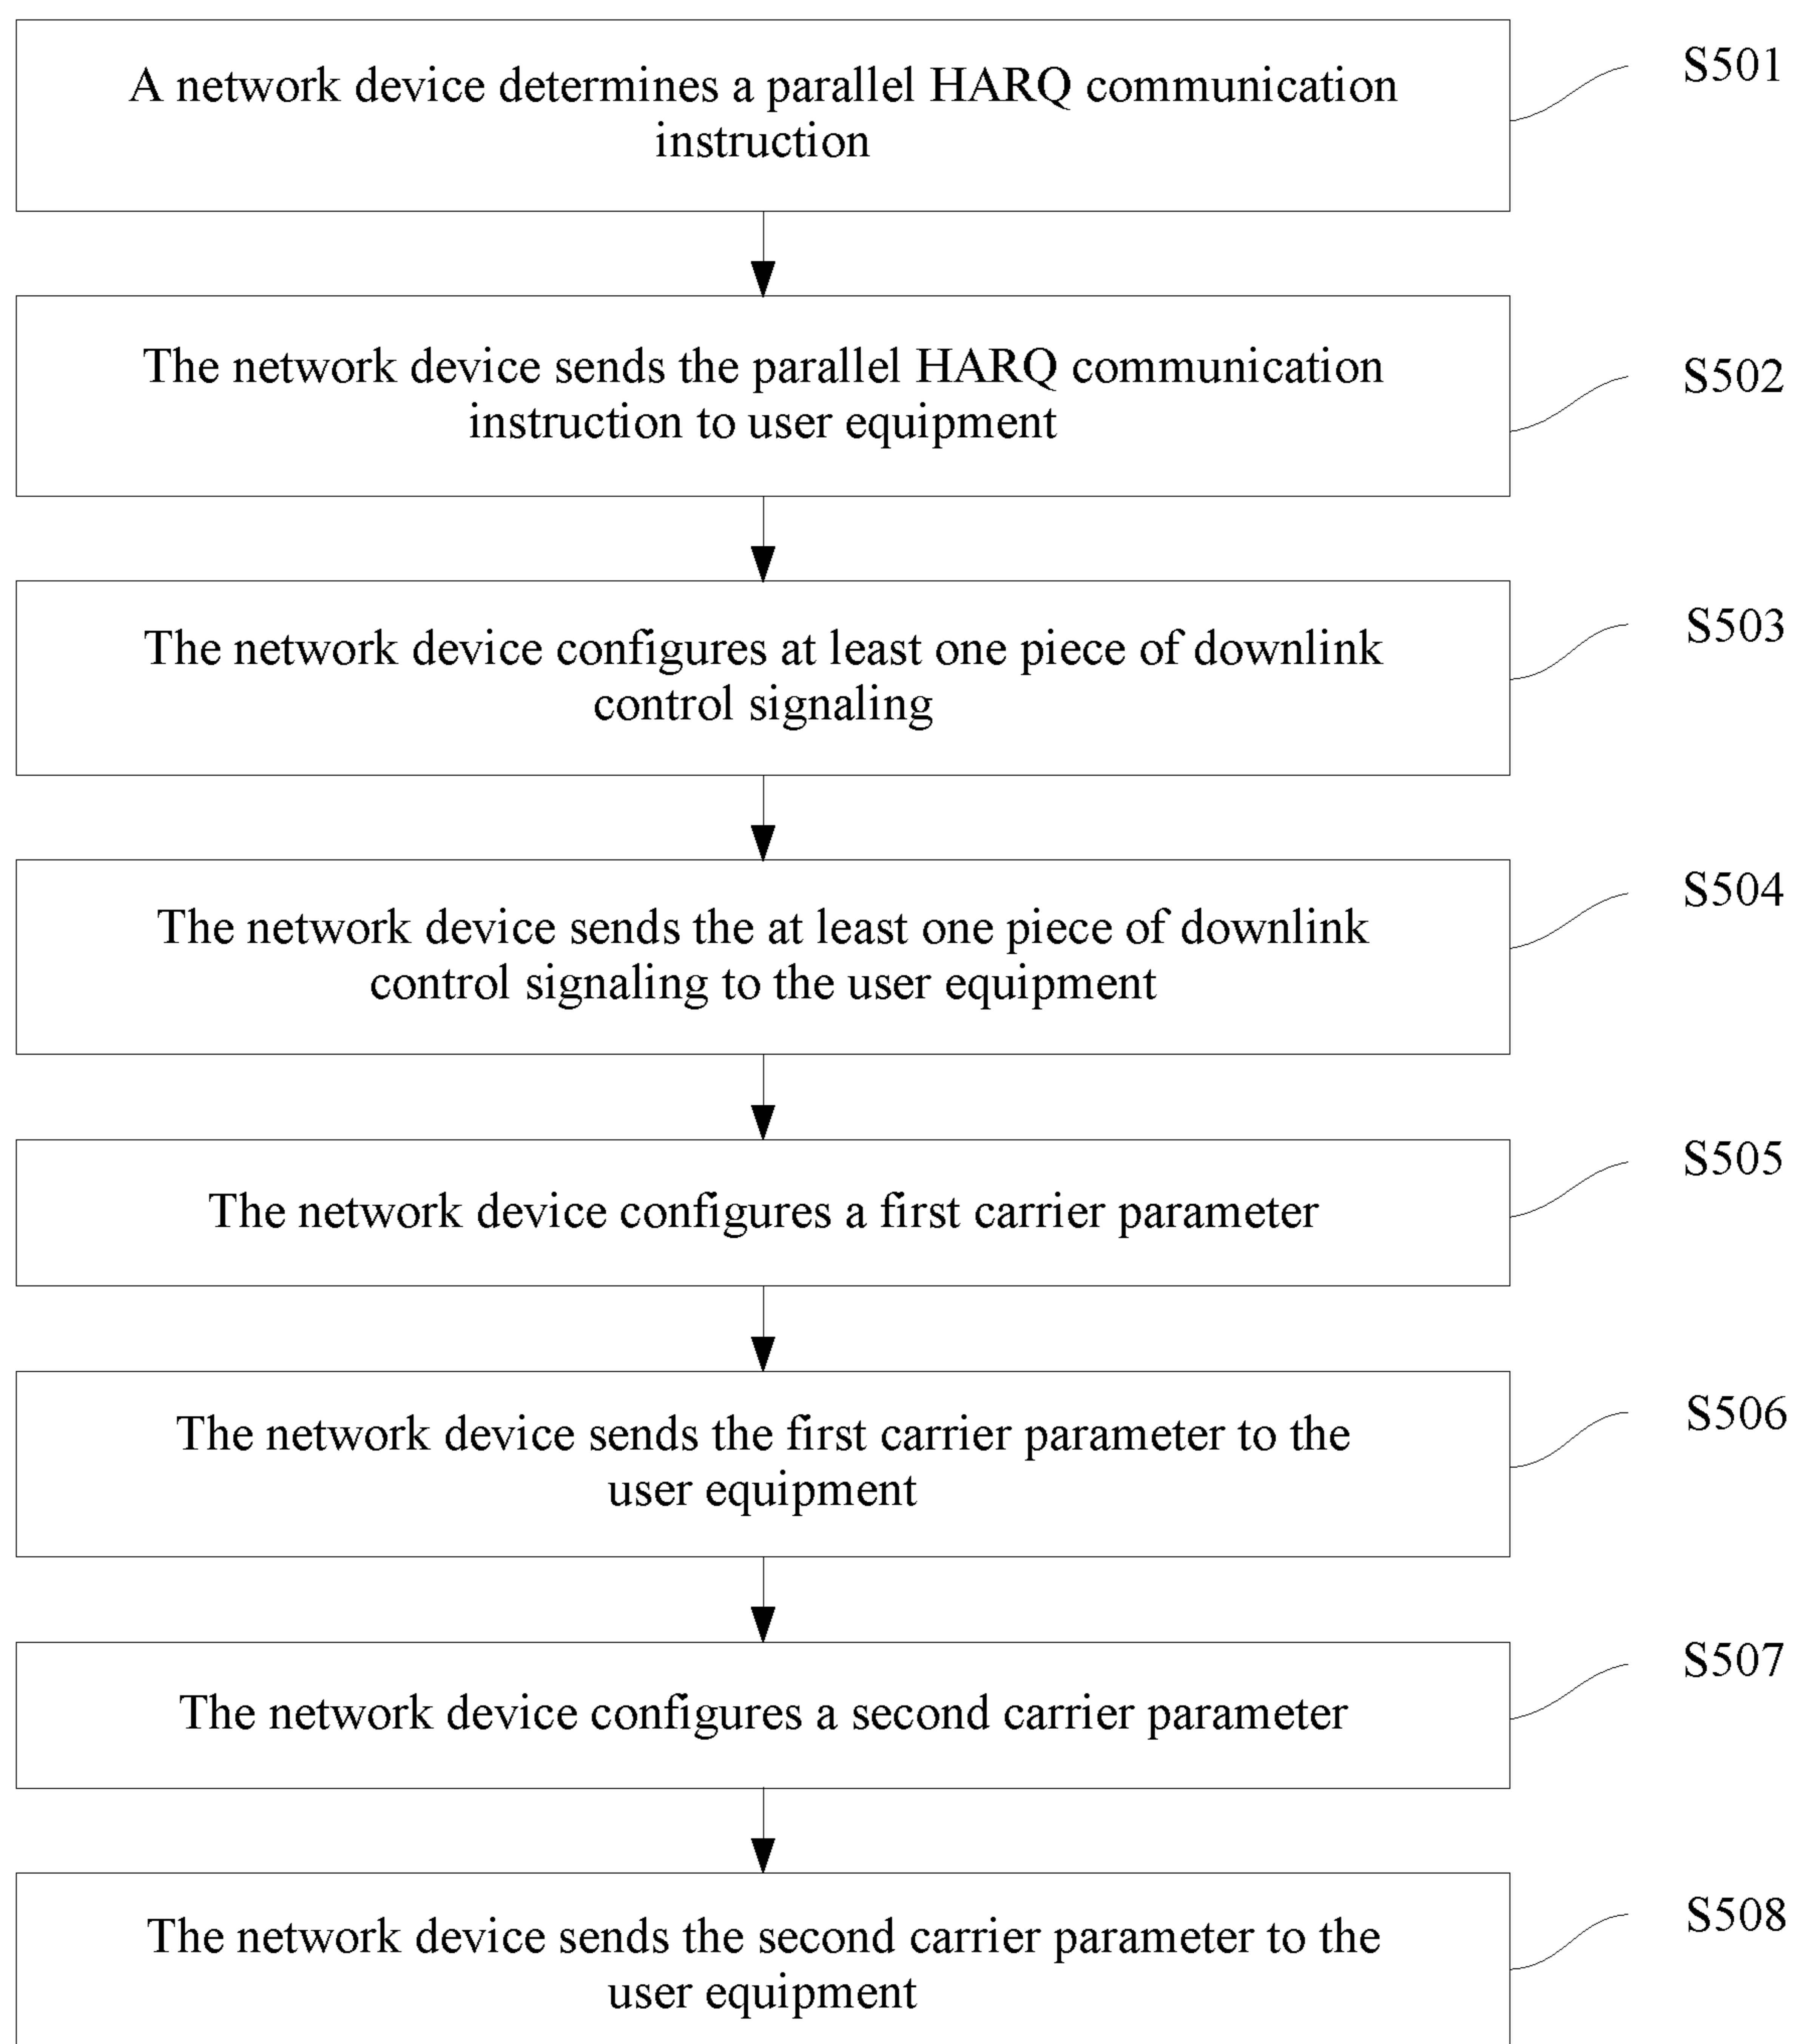 A network device determines a parallel HARQ communication
instruction
S501
The network device sends the parallel HARQ communication
instruction to user equipment
S502
The network device configures at least one piece of downlink
control signaling
S503
The network device sends the at least one piece of downlink
control signaling to the user equipment
S504
The network device configures a first carrier parameter
S505
The network device sends the first carrier parameter to the
user equipment
S506
The network device configures a second carrier parameter
S507
The network device sends the second carrier parameter to the
user equipment
S508